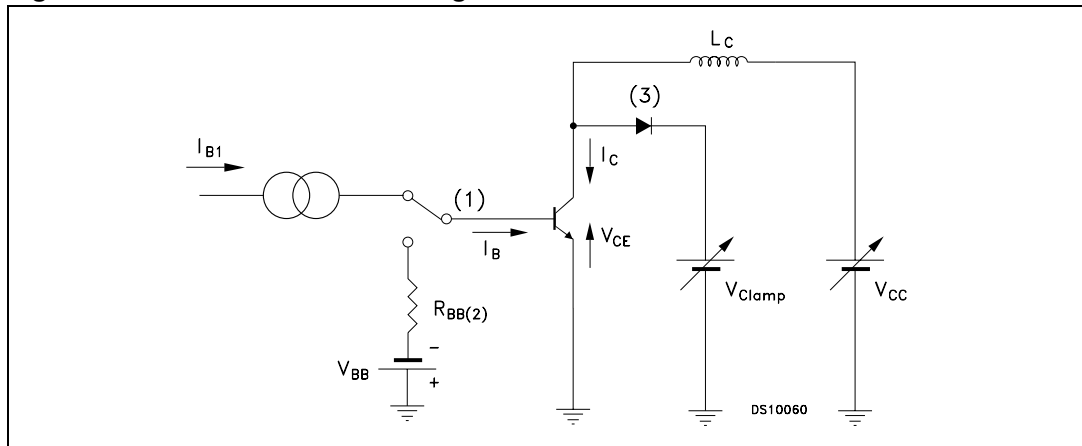 L_C
(3)
I_B1
I_C
(1)
I_B
V_CE
R_BB(2)
V_Clamp
V_CC
−
V_BB
+
DS10060